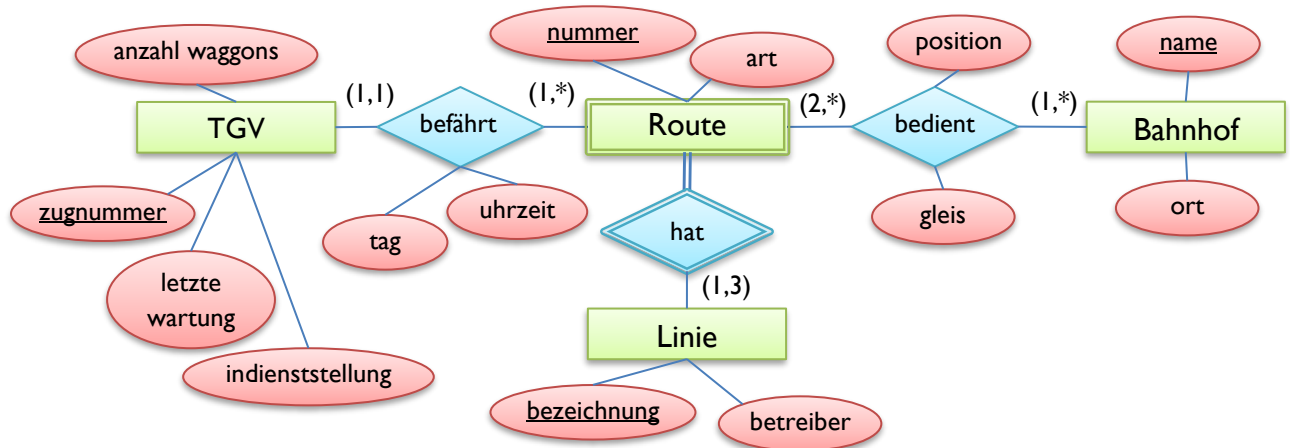 anzahl waggons
nummer
art
position
name
(1,1)
(1,*)
(2,*)
(1,*)
TGV
befährt
Route
bedient
Bahnhof
zugnummer
tag
uhrzeit
hat
gleis
ort
letzte
wartung
(1,3)
Linie
indienststellung
bezeichnung
betreiber